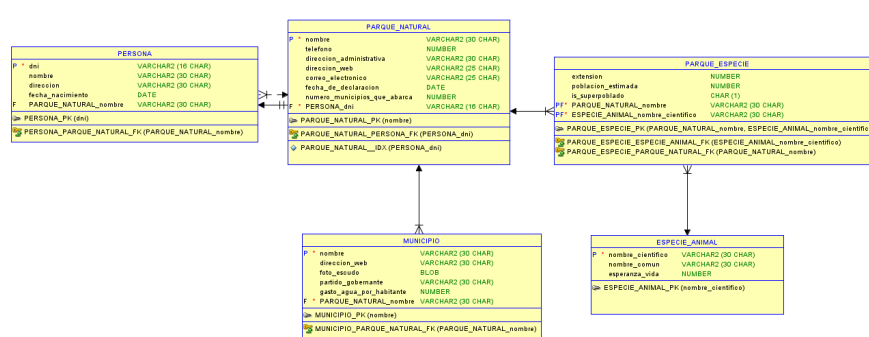 PERSONA
P * dni VARCHAR2 (16 CHAR)
nombre VARCHAR2 (30 CHAR)
direccion VARCHAR2 (30 CHAR)
fecha_nacimiento DATE
F PARQUE_NATURAL_nombre VARCHAR2 (30 CHAR)
PERSONA_PK (dni)
PERSONA_PARQUE_NATURAL_FK (PARQUE_NATURAL_nombre)
PARQUE_NATURAL
P * nombre VARCHAR2 (30 CHAR)
telefono NUMBER
direccion_administrativa VARCHAR2 (30 CHAR)
direccion_web VARCHAR2 (25 CHAR)
correo_electronico VARCHAR2 (25 CHAR)
fecha_de_declaracion DATE
numero_municipios_que_abarca NUMBER
F * PERSONA_dni VARCHAR2 (16 CHAR)
PARQUE_NATURAL_PK (nombre)
PARQUE_NATURAL_PERSONA_FK (PERSONA_dni)
PARQUE_NATURAL__IDX (PERSONA_dni)
PARQUE_ESPECIE
extension NUMBER
poblacion_estimada NUMBER
is_superpoblado CHAR (1)
PF* PARQUE_NATURAL_nombre VARCHAR2 (30 CHAR)
PF* ESPECIE_ANIMAL_nombre_cientifico VARCHAR2 (30 CHAR)
PARQUE_ESPECIE_PK (PARQUE_NATURAL_nombre, ESPECIE_ANIMAL_nombre_cientifico
PARQUE_ESPECIE_ESPECIE_ANIMAL_FK (ESPECIE_ANIMAL_nombre_cientifico)
PARQUE_ESPECIE_PARQUE_NATURAL_FK (PARQUE_NATURAL_nombre)
MUNICIPIO
P * nombre VARCHAR2 (30 CHAR)
direccion_web VARCHAR2 (30 CHAR)
foto_escudo BLOB
partido_gobernante VARCHAR2 (30 CHAR)
gasto_agua_por_habitante NUMBER
F * PARQUE_NATURAL_nombre VARCHAR2 (30 CHAR)
MUNICIPIO_PK (nombre)
MUNICIPIO_PARQUE_NATURAL_FK (PARQUE_NATURAL_nombre)
ESPECIE_ANIMAL
P * nombre_cientifico VARCHAR2 (30 CHAR)
nombre_comun VARCHAR2 (30 CHAR)
esperanza_vida NUMBER
ESPECIE_ANIMAL_PK (nombre_cientifico)